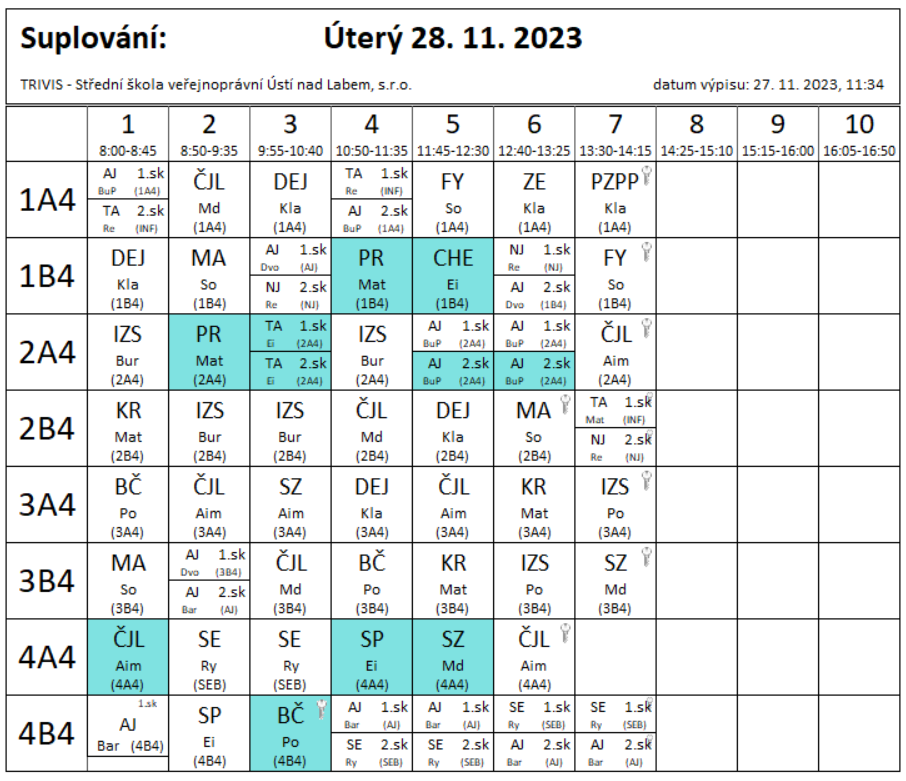 Suplování: Úterý 28. 11. 2023
TRIVIS - Střední škola veřejnoprávní Ústí nad Labem, s.r.o. datum výpisu: 27. 11. 2023, 11:34
1 2 3 4 5 6 7 8 9 10
8:00-8:45 8:50-9:35 9:55-10:40 10:50-11:35 11:45-12:30 12:40-13:25 13:30-14:15 14:25-15:10 15:15-16:00 16:05-16:50
1A4
AJ 1.sk
BuP (1A4)
TA 2.sk
Re (INF)
ČJL
Md
(1A4)
DEJ
Kla
(1A4)
TA 1.sk
Re (INF)
AJ 2.sk
BuP (1A4)
FY
So
(1A4)
ZE
Kla
(1A4)
PZPP
Kla
(1A4)
1B4
DEJ
Kla
(1B4)
MA
So
(1B4)
AJ 1.sk
Dvo (AJ)
NJ 2.sk
Re (NJ)
PR
Mat
(1B4)
CHE
Ei
(1B4)
NJ 1.sk
Re (NJ)
AJ 2.sk
Dvo (1B4)
FY
So
(1B4)
2A4
IZS
Bur
(2A4)
PR
Mat
(2A4)
TA 1.sk
Ei (2A4)
TA 2.sk
Ei (2A4)
IZS
Bur
(2A4)
AJ 1.sk
BuP (2A4)
AJ 2.sk
BuP (2A4)
AJ 1.sk
BuP (2A4)
AJ 2.sk
BuP (2A4)
ČJL
Aim
(2A4)
2B4
KR
Mat
(2B4)
IZS
Bur
(2B4)
IZS
Bur
(2B4)
ČJL
Md
(2B4)
DEJ
Kla
(2B4)
MA
So
(2B4)
TA 1.sk
Mat (INF)
NJ 2.sk
Re (NJ)
3A4
BČ
Po
(3A4)
ČJL
Aim
(3A4)
SZ
Aim
(3A4)
DEJ
Kla
(3A4)
ČJL
Aim
(3A4)
KR
Mat
(3A4)
IZS
Po
(3A4)
3B4
MA
So
(3B4)
AJ 1.sk
Dvo (3B4)
AJ 2.sk
Bar (AJ)
ČJL
Md
(3B4)
BČ
Po
(3B4)
KR
Mat
(3B4)
IZS
Po
(3B4)
SZ
Md
(3B4)
4A4
ČJL
Aim
(4A4)
SE
Ry
(SEB)
SE
Ry
(SEB)
SP
Ei
(4A4)
SZ
Md
(4A4)
ČJL
Aim
(4A4)
4B4
1.sk
AJ
Bar (4B4)
SP
Ei
(4B4)
BČ
Po
(4B4)
AJ 1.sk
Bar (AJ)
SE 2.sk
Ry (SEB)
AJ 1.sk
Bar (AJ)
SE 2.sk
Ry (SEB)
SE 1.sk
Ry (SEB)
AJ 2.sk
Bar (AJ)
SE 1.sk
Ry (SEB)
AJ 2.sk
Bar (AJ)